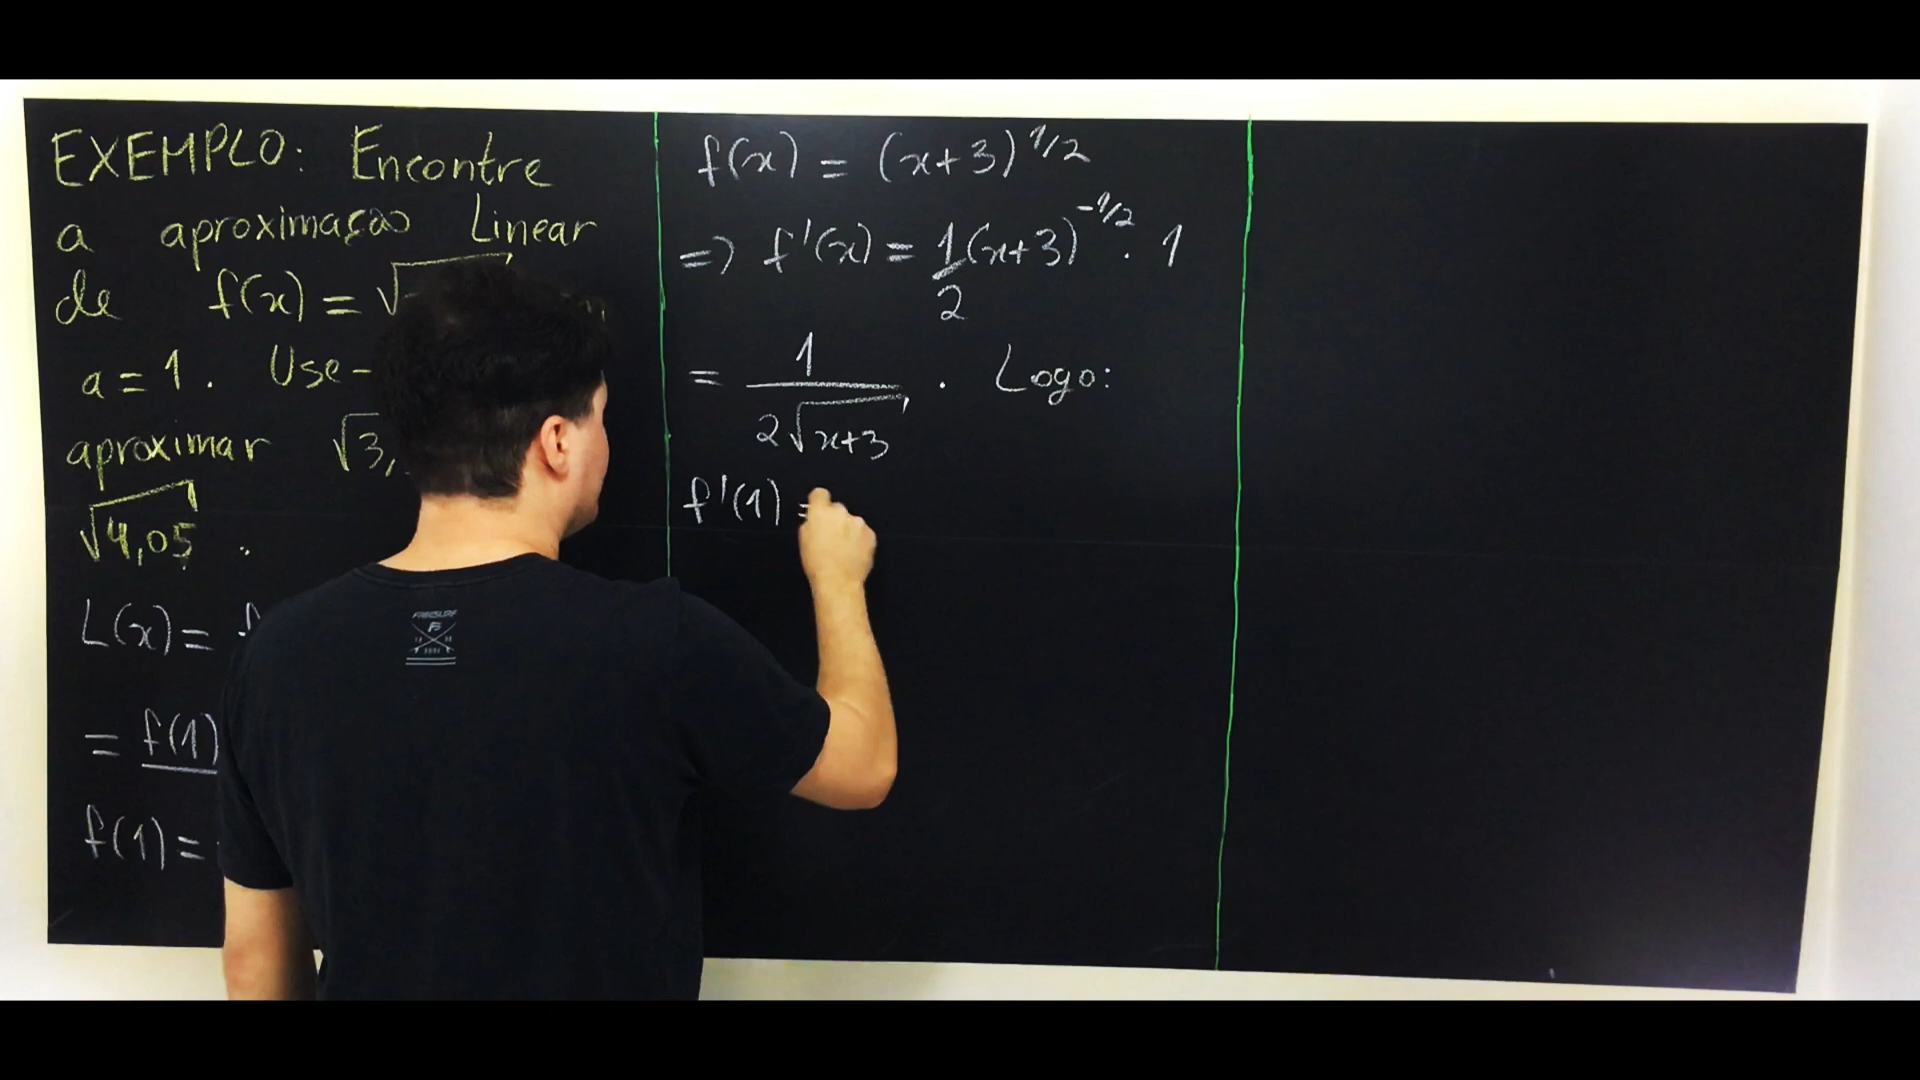 EXEMPLO: Encontre
a aproximação Linear
de f(x) = √
a = 1. Use-
aproximar √3,
√4,05.
L(x) = f
= f(1)
f(1) =
f(x) = (x+3)^1/2
=> f'(x) = 1/2 (x+3)^-1/2 · 1
= 1/(2√x+3). Logo:
f'(1) =